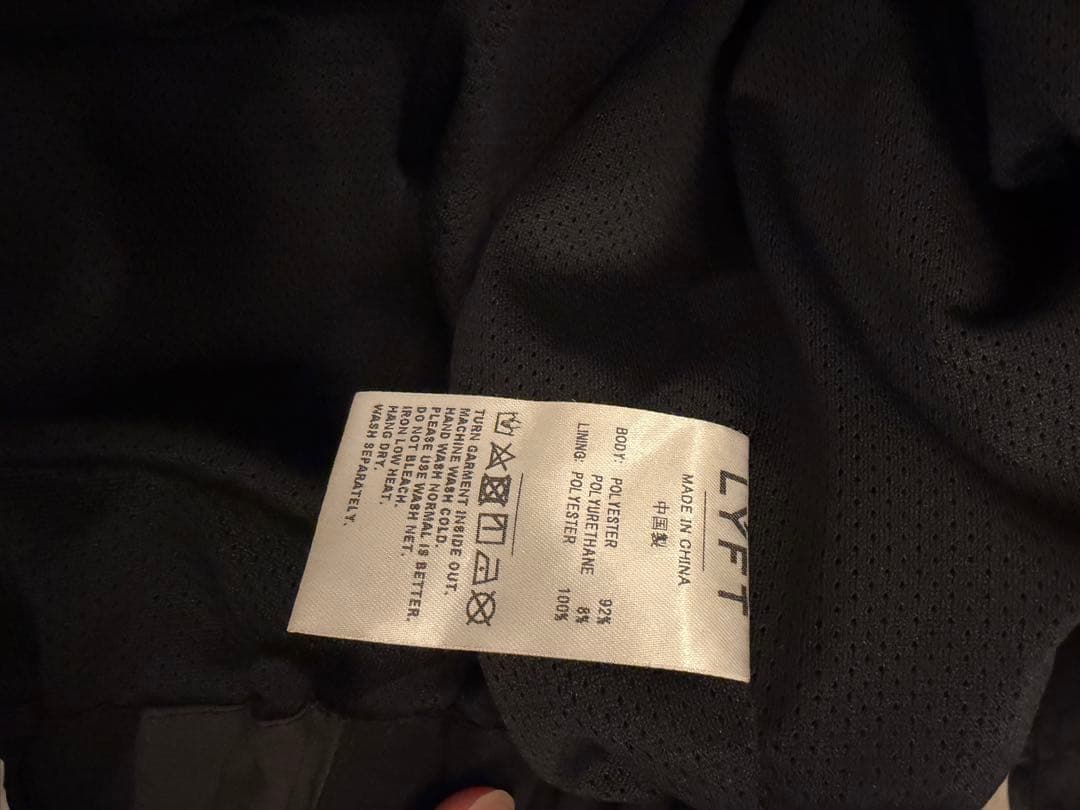 LYFT
MADE IN CHINA
中国製
BODY: POLYESTER 92%
POLYURETHANE 8%
LINING: POLYESTER 100%
TURN GARMENT INSIDE OUT.
MACHINE WASH COLD.
HAND WASH NORMAL IS BETTER.
PLEASE USE WASH NET.
DO NOT BLEACH.
IRON LOW HEAT.
HANG DRY.
WASH SEPARATELY.